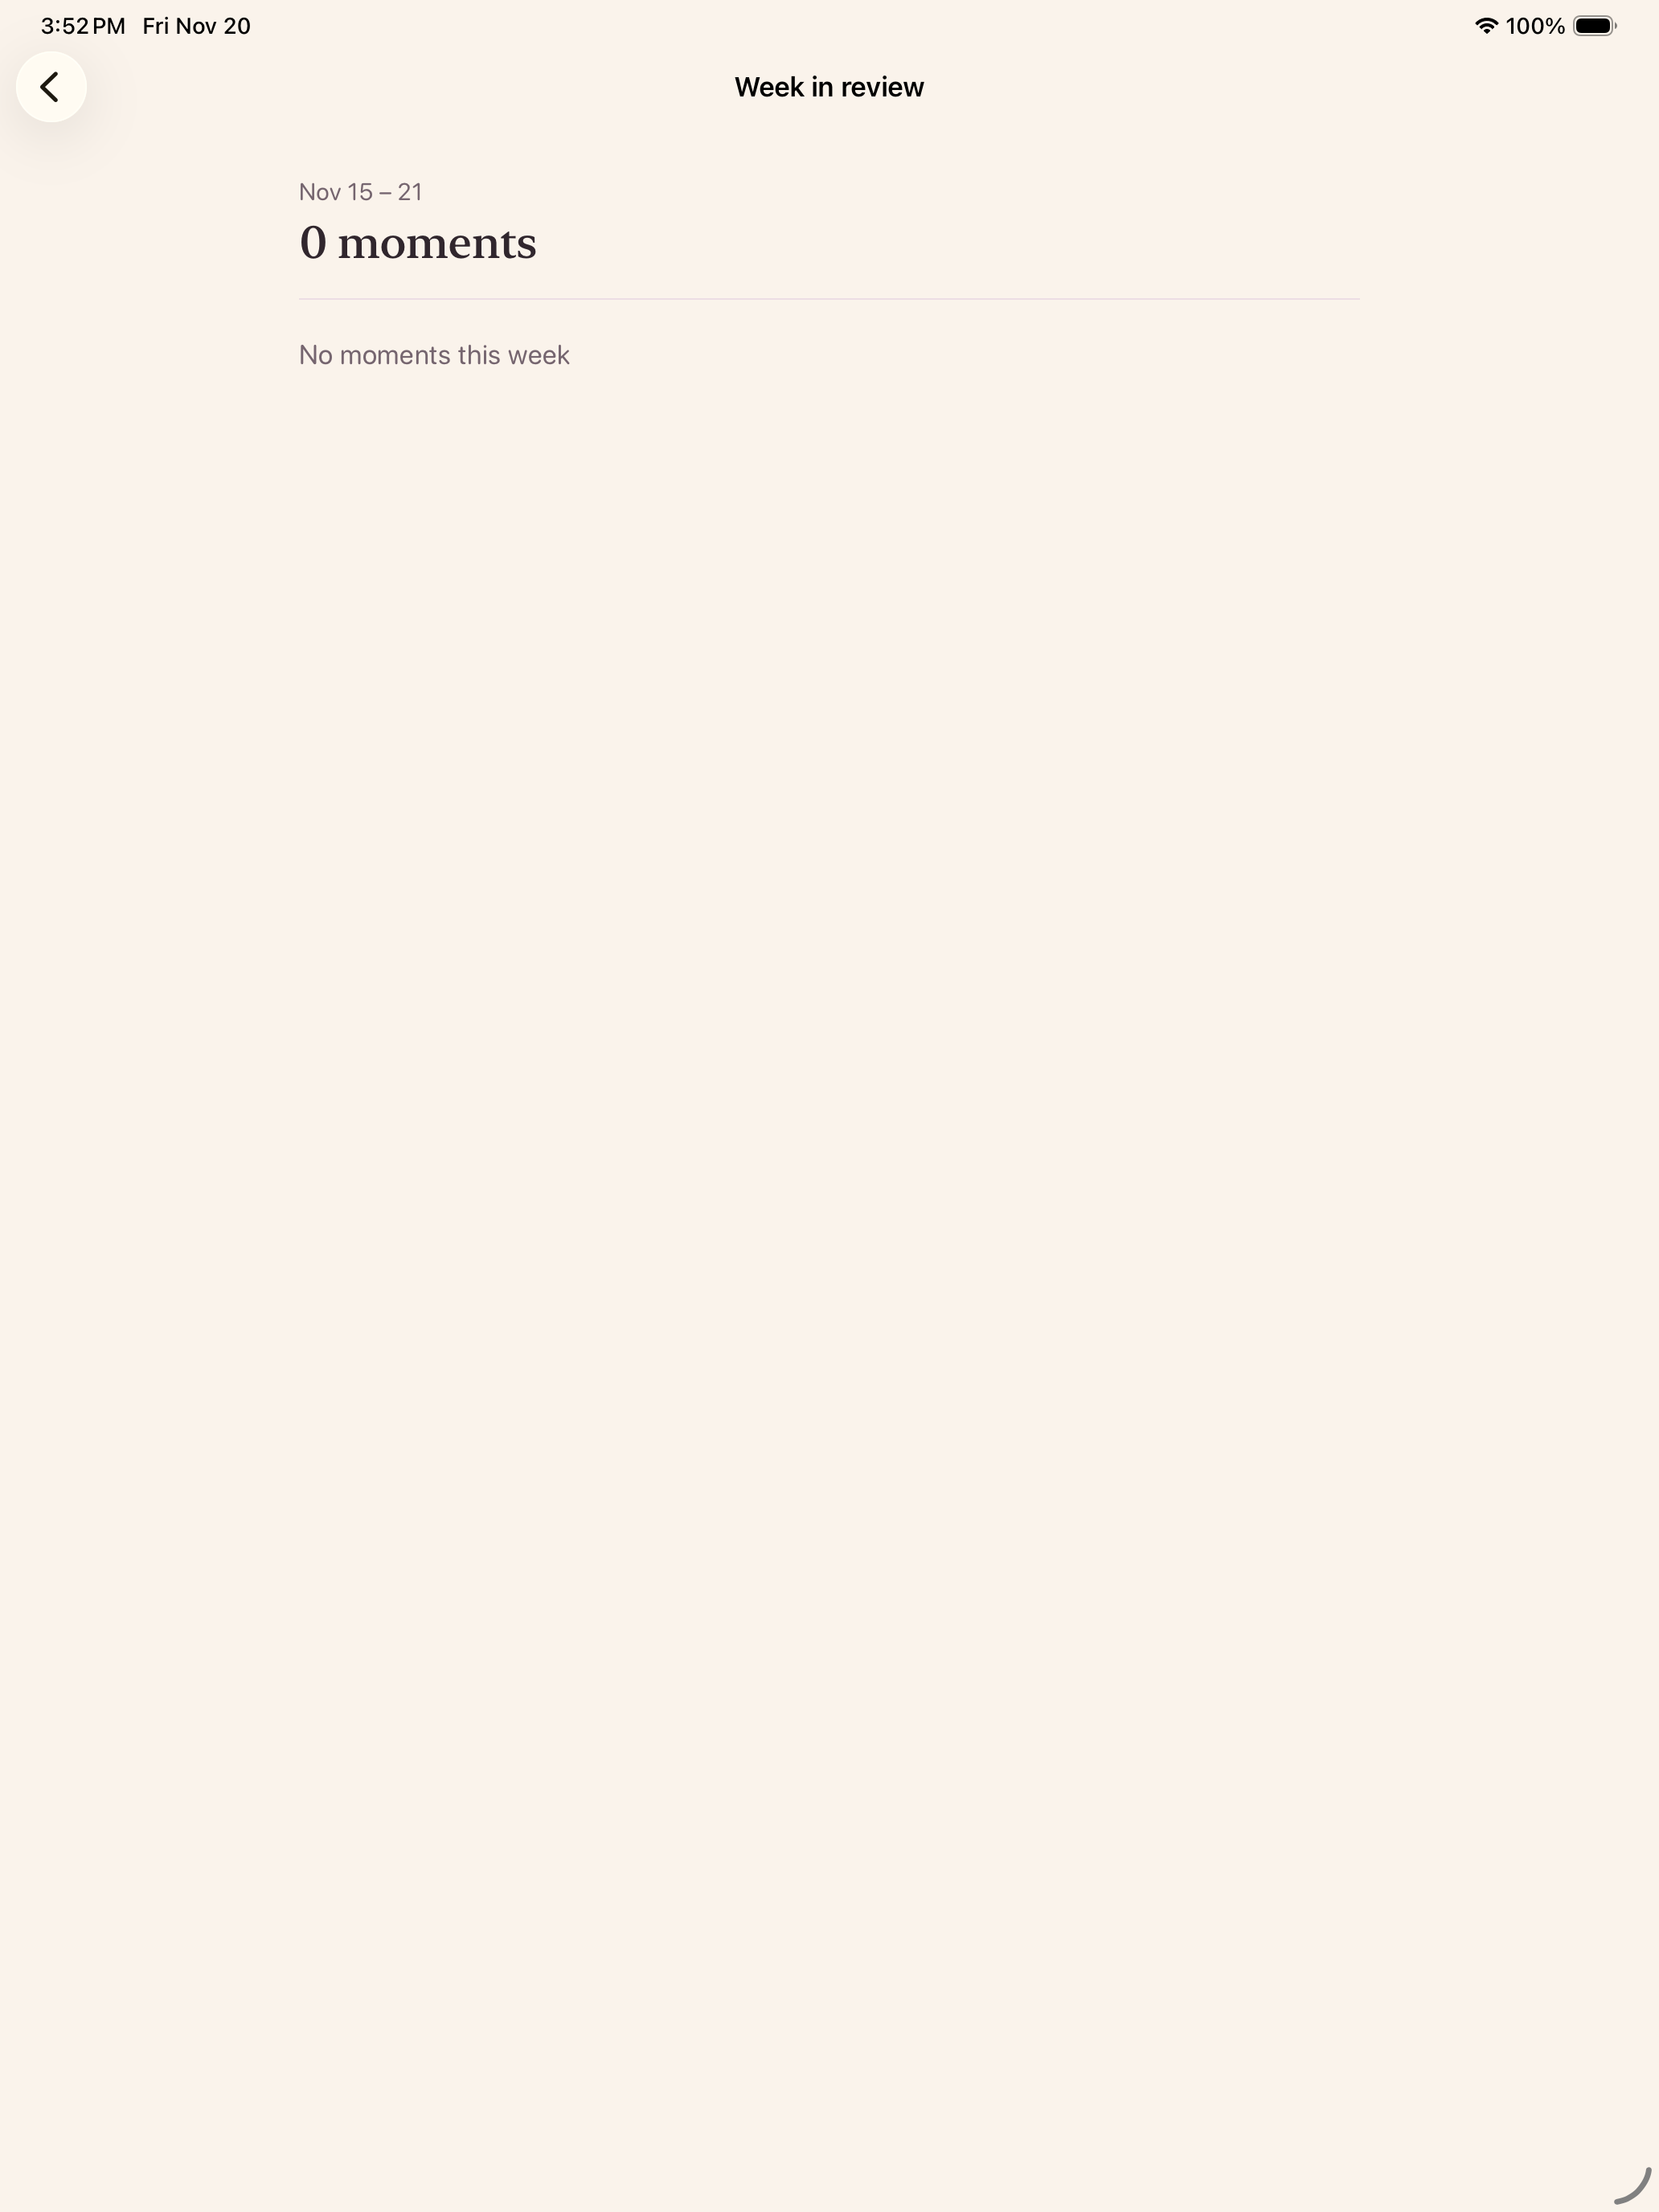 3:52 PM Fri Nov 20
100%
Week in review
Nov 15 – 21
0 moments
No moments this week